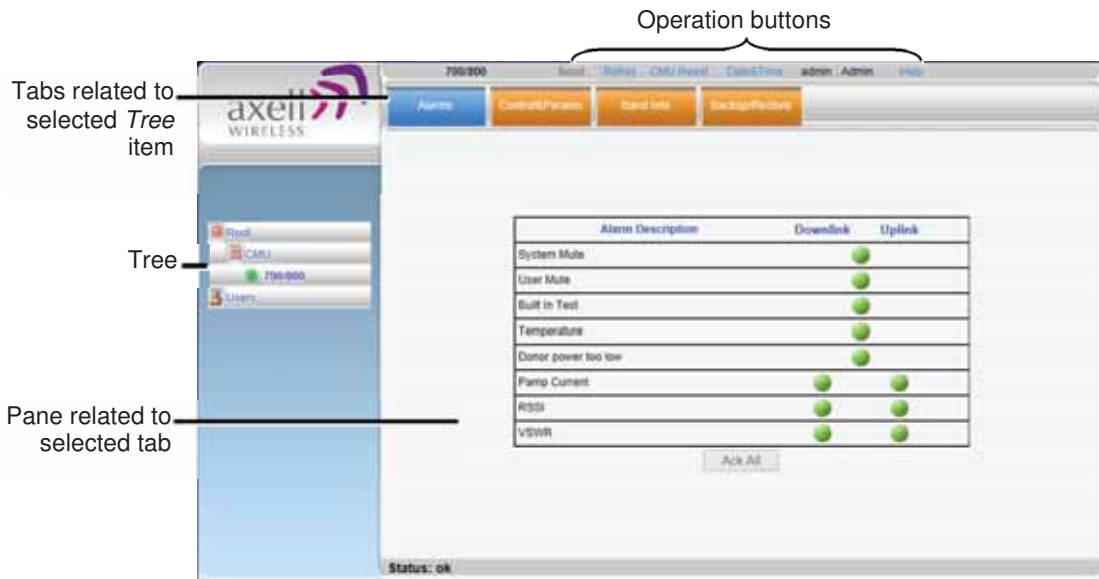 Operation buttons
700/800 Send Refres CMU Reset Date&Time admin : Admin Help
Tabs related to
selected Tree
item
axell
WIRELESS
Alarms Control&Params Band Info Backup/Restore
Alarm Description Downlink Uplink
Root
System Mute
CMU
Tree
User Mute
700/800
Built In Test
Users
Temperature
Donor power too low
Pamp Current
RSSI
VSWR
Pane related to
selected tab
Ack All
Status: ok